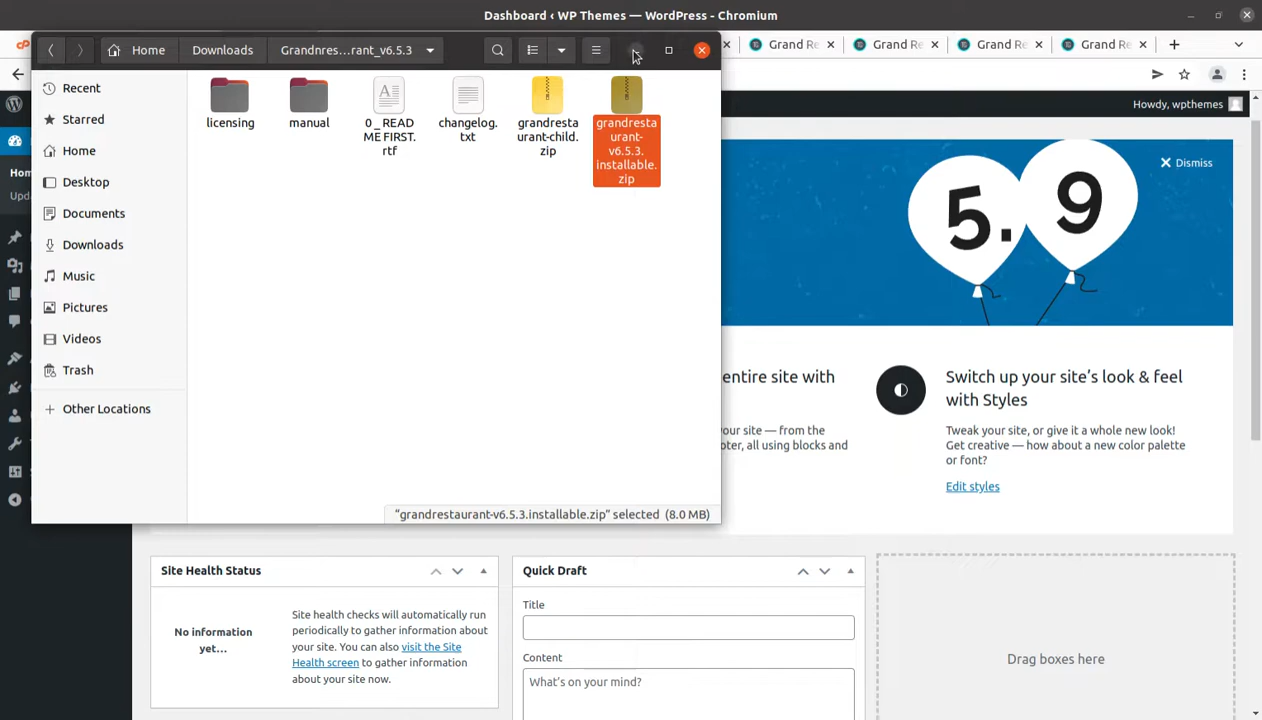 Dashboard ‹ WP Themes — WordPress - Chromium
Home
Downloads
Grandnres…rant_v6.5.3
Grand Re
Grand Re
Grand Re
Grand Re
Howdy, wpthemes
Recent
Starred
Home
Desktop
Documents
Downloads
Music
Pictures
Videos
Trash
Other Locations
licensing
manual
0 _ READ
ME FIRST.
rtf
changelog.
txt
grandresta
urant-child.
zip
grandresta
urant-
v6.5.3.
installable.
zip
"grandrestaurant-v6.5.3.installable.zip" selected (8.0 MB)
Hom
Upd
Dismiss
5.9
entire site with
your site — from the
oter, all using blocks and
Switch up your site's look & feel
with Styles
Tweak your site, or give it a whole new look!
Get creative — how about a new color palette
or font?
Edit styles
Site Health Status
No information
yet…
Site health checks will automatically run
periodically to gather information about
your site. You can also visit the Site
Health screen to gather information
about your site now.
Quick Draft
Title
Content
What's on your mind?
Drag boxes here